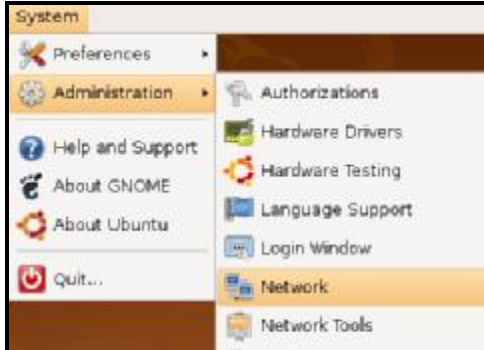 System
Preferences
Administration
Help and Support
About GNOME
About Ubuntu
Quit...
Authorizations
Hardware Drivers
Hardware Testing
Language Support
Login Window
Network
Network Tools